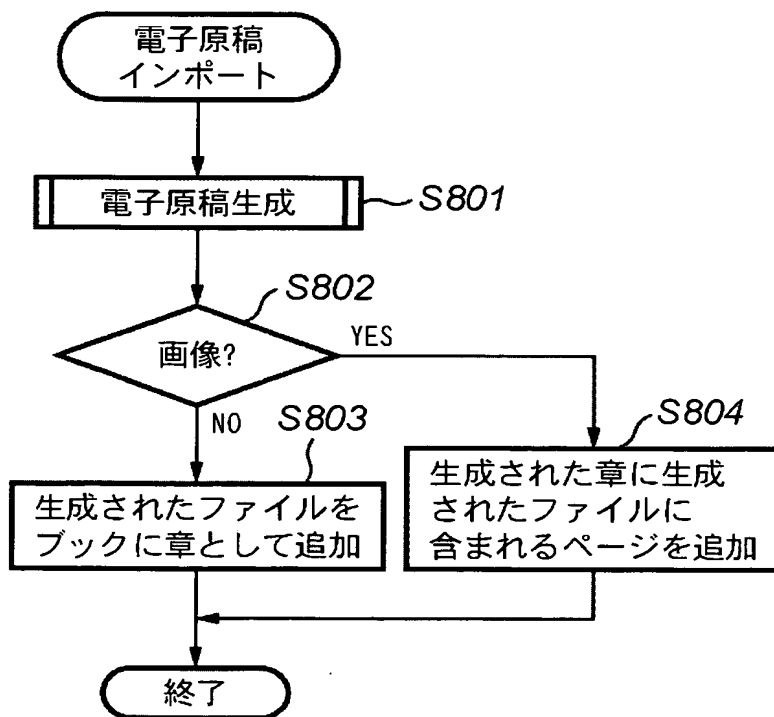 電子原稿
インポート
電子原稿生成
S801
S802
画像?
YES
NO
S803
S804
生成されたファイルを
ブックに章として追加
生成された章に生成
されたファイルに
含まれるページを追加
終了